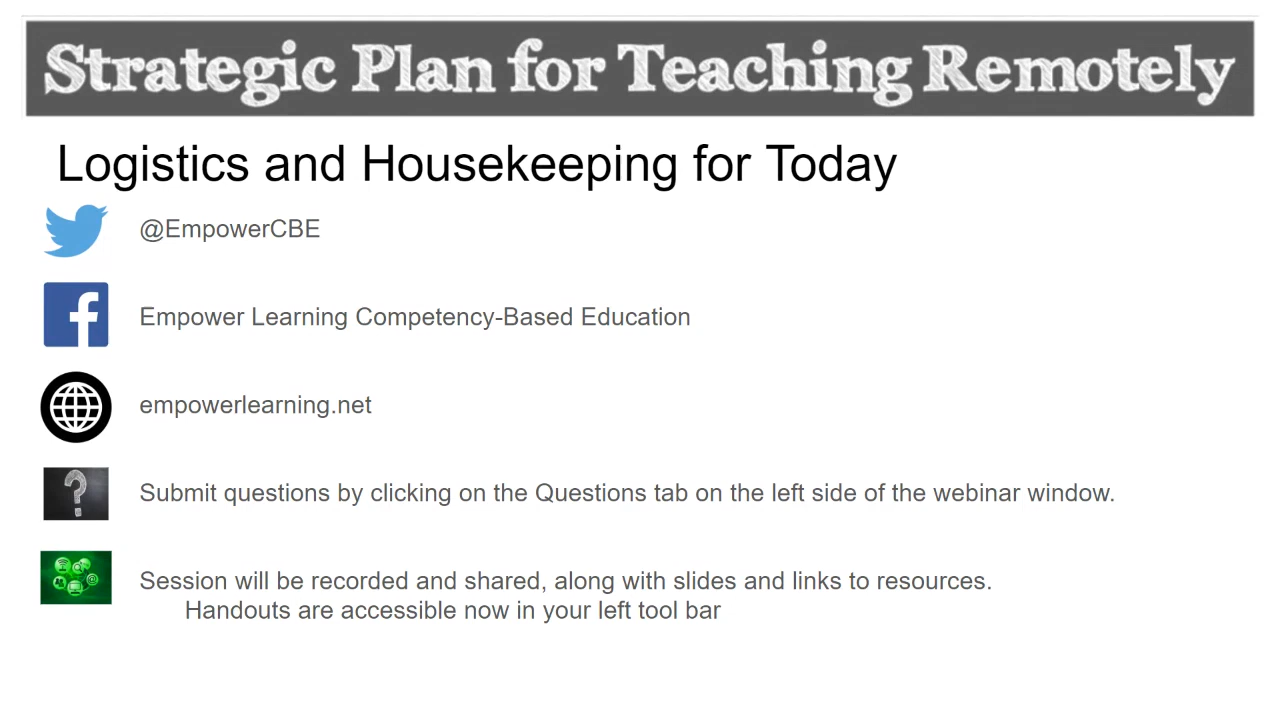 Strategic Plan for Teaching Remotely
Logistics and Housekeeping for Today
@EmpowerCBE
Empower Learning Competency-Based Education
empowerlearning.net
Submit questions by clicking on the Questions tab on the left side of the webinar window.
Session will be recorded and shared, along with slides and links to resources.
Handouts are accessible now in your left tool bar